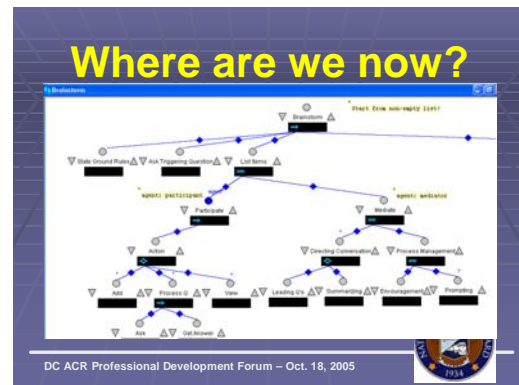 Where are we now?
Brainstorm
Start from non-empty list!
Brainstorm
State Ground Rules Ask Triggering Question List Items
agent: participant agent: mediator
Participate Mediate
Action Directing Conversation Process Management
Add Process Q View Leading Q's Summarizing Encouragement Prompting
Ask Get Answer
DC ACR Professional Development Forum – Oct. 18, 2005
1934